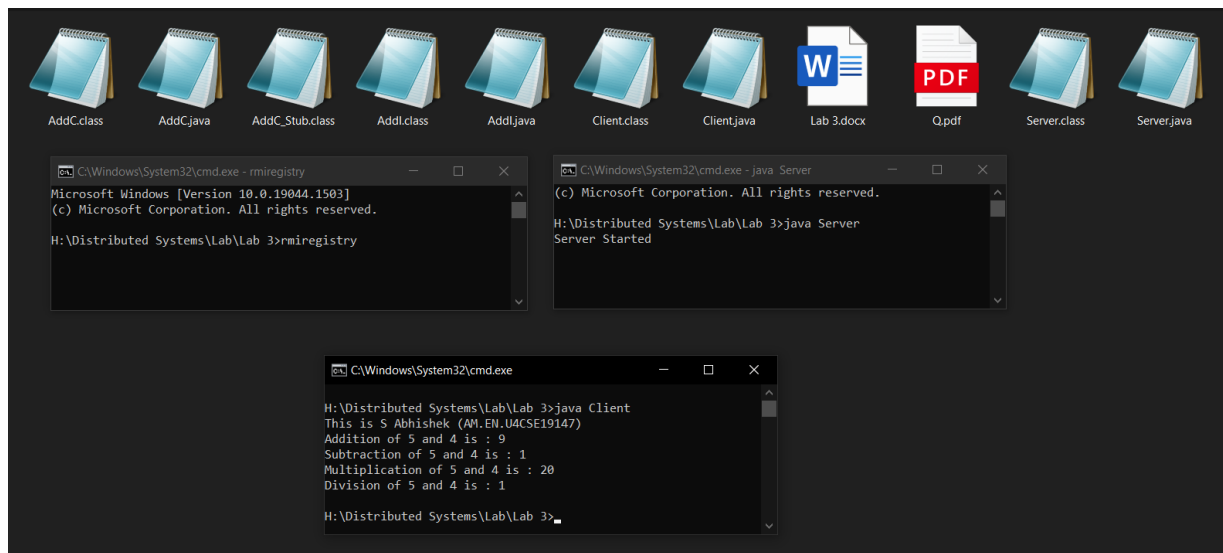 AddC.class
AddC.java
AddC_Stub.class
AddI.class
AddI.java
Client.class
Client.java
W
Lab 3.docx
PDF
Q.pdf
Server.class
Server.java
C:\Windows\System32\cmd.exe - rmiregistry
Microsoft Windows [Version 10.0.19044.1503]
(c) Microsoft Corporation. All rights reserved.
H:\Distributed Systems\Lab\Lab 3>rmiregistry
C:\Windows\System32\cmd.exe - java Server
(c) Microsoft Corporation. All rights reserved.
H:\Distributed Systems\Lab\Lab 3>java Server
Server Started
C:\Windows\System32\cmd.exe
H:\Distributed Systems\Lab\Lab 3>java Client
This is S Abhishek (AM.EN.U4CSE19147)
Addition of 5 and 4 is : 9
Subtraction of 5 and 4 is : 1
Multiplication of 5 and 4 is : 20
Division of 5 and 4 is : 1
H:\Distributed Systems\Lab\Lab 3>